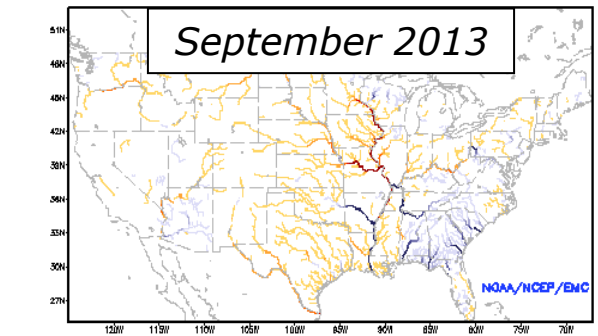 September 2013
51N
48N
45N
42N
39N
36N
33N
30N
27N
NOAA/NCEP/EMC
120W 115W 110W 105W 100W 95W 90W 85W 80W 75W 70W